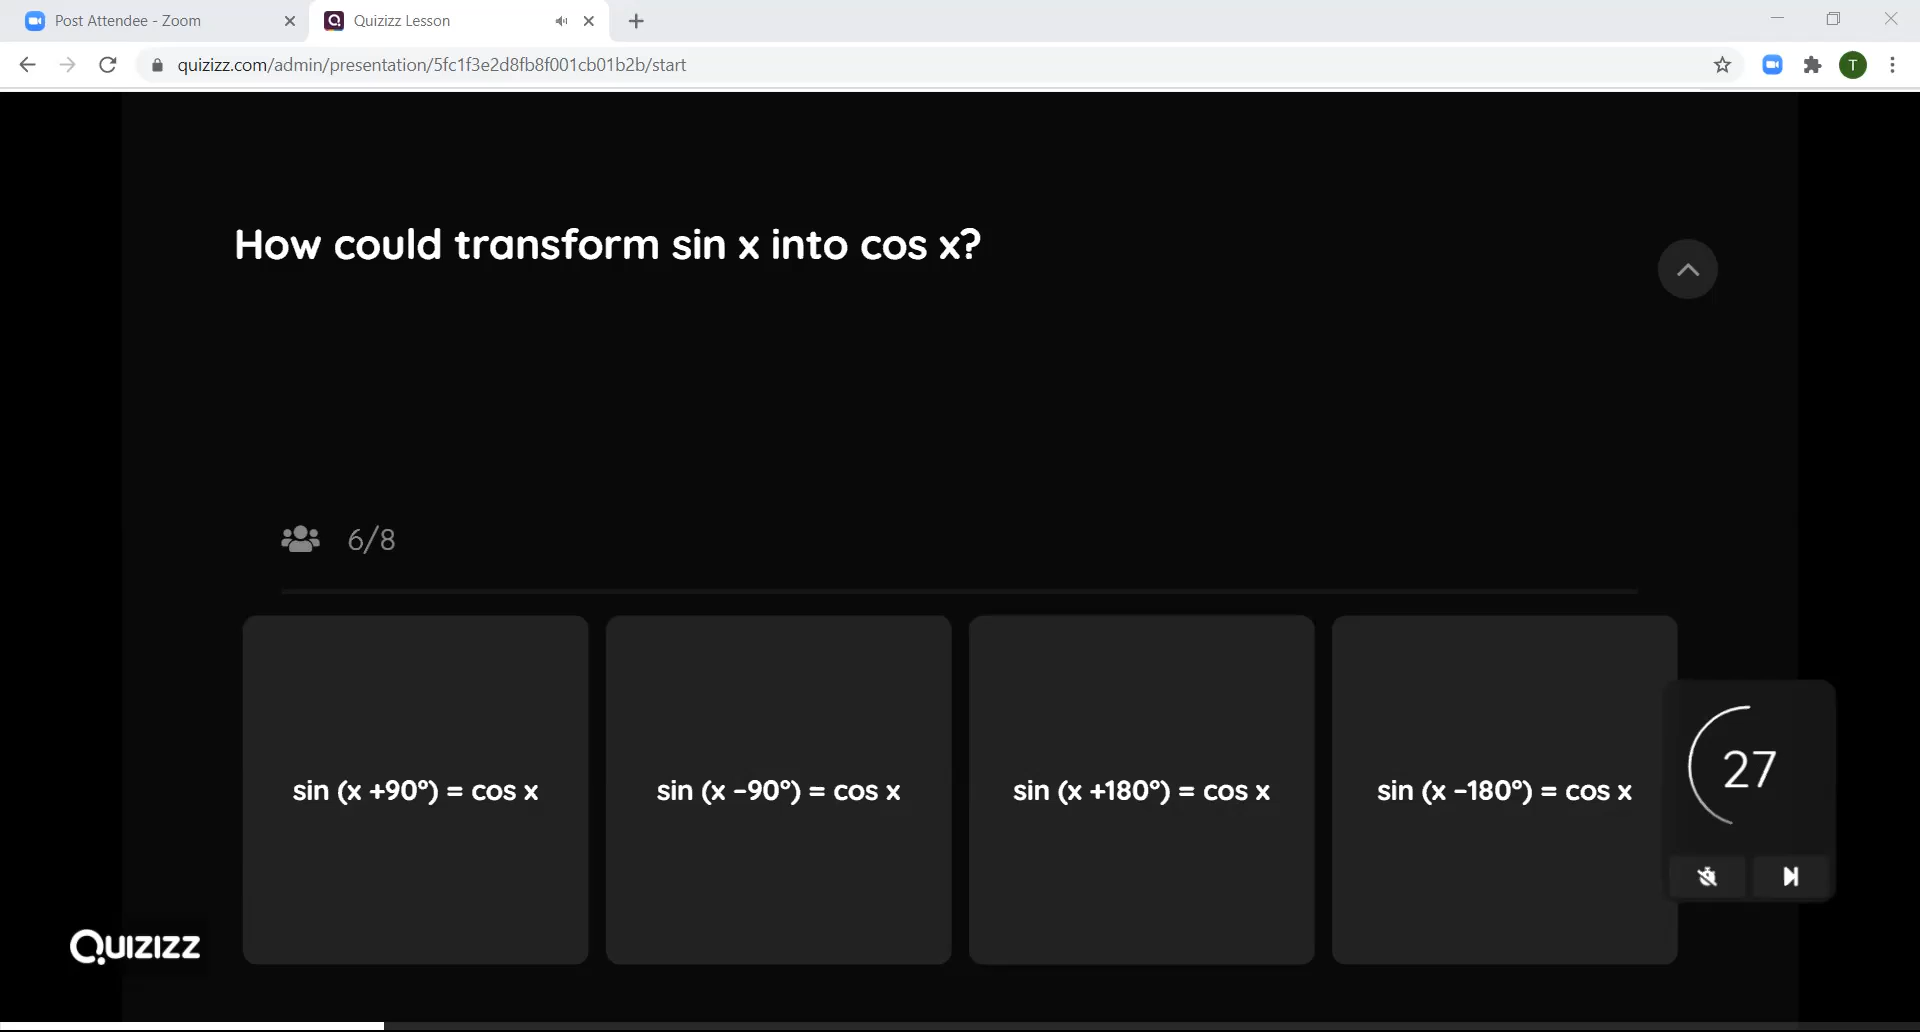 Post Attendee - Zoom
Quizizz Lesson
quizizz.com/admin/presentation/5fc1f3e2d8fb8f001cb01b2b/start
T
How could transform sin x into cos x?
6/8
sin (x +90°) = cos x
sin (x -90°) = cos x
sin (x +180°) = cos x
sin (x -180°) = cos x
27
QUIZIZZ